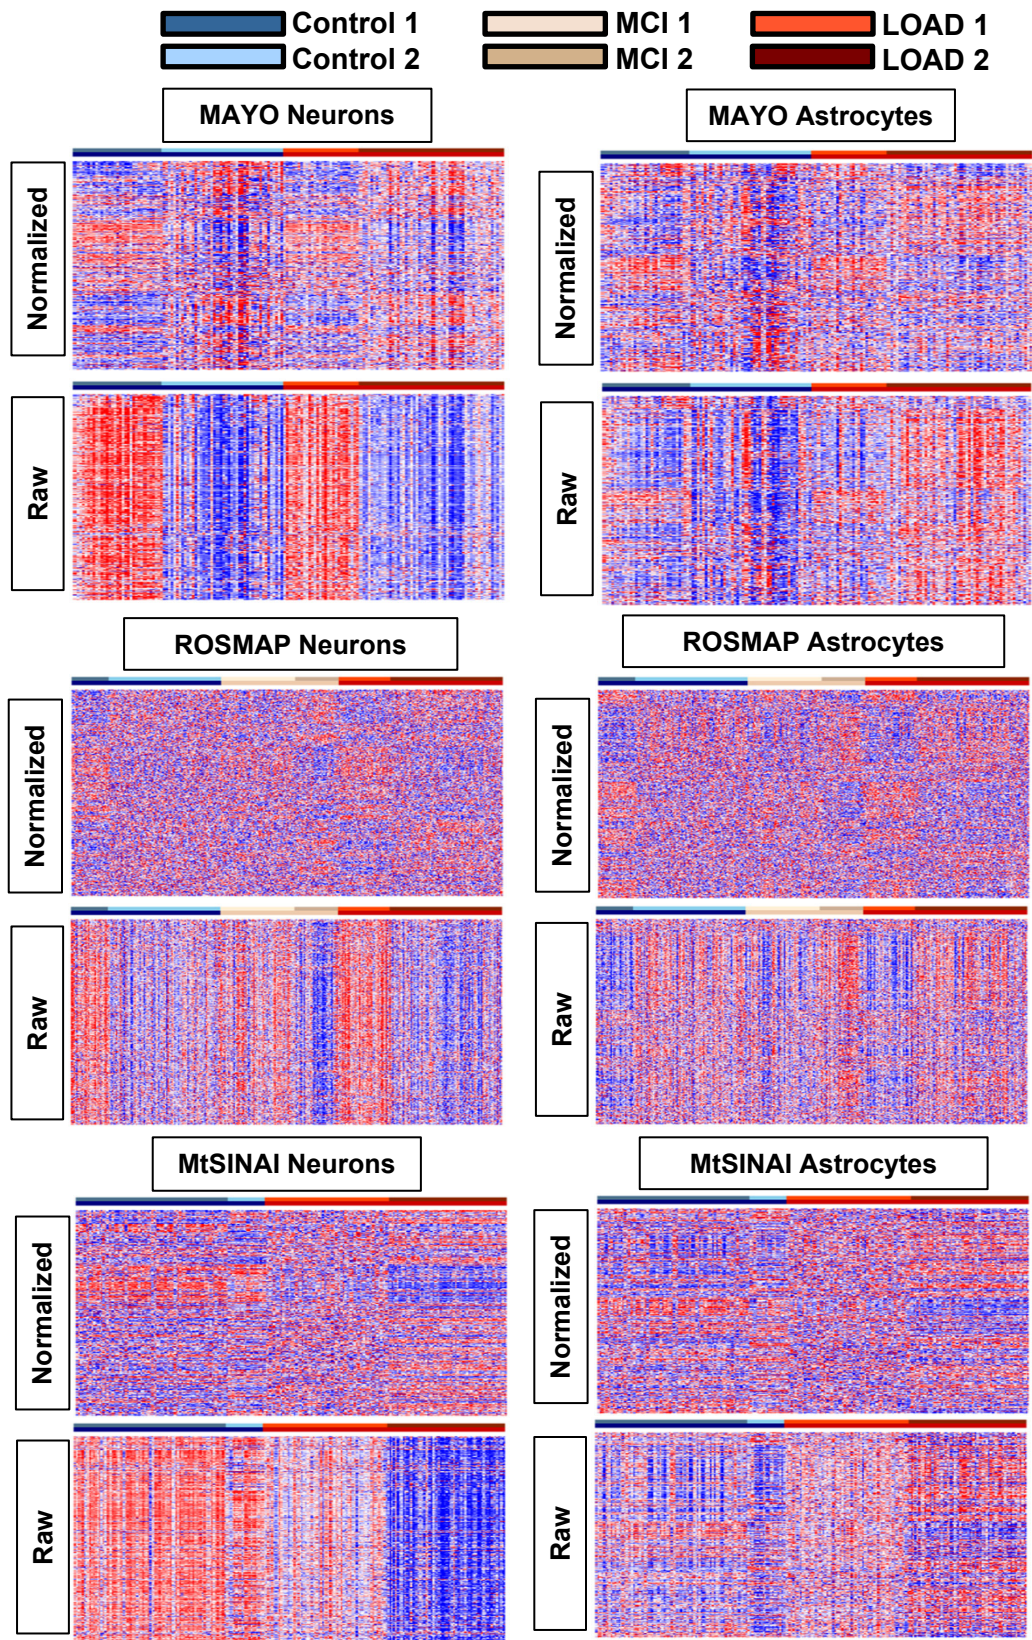 Control 1 MCI 1 LOAD 1
Control 2 MCI 2 LOAD 2
MAYO Neurons MAYO Astrocytes
Normalized Normalized
Raw Raw
ROSMAP Neurons ROSMAP Astrocytes
Normalized Normalized
Raw Raw
MtSINAI Neurons MtSINAI Astrocytes
Normalized Normalized
Raw Raw